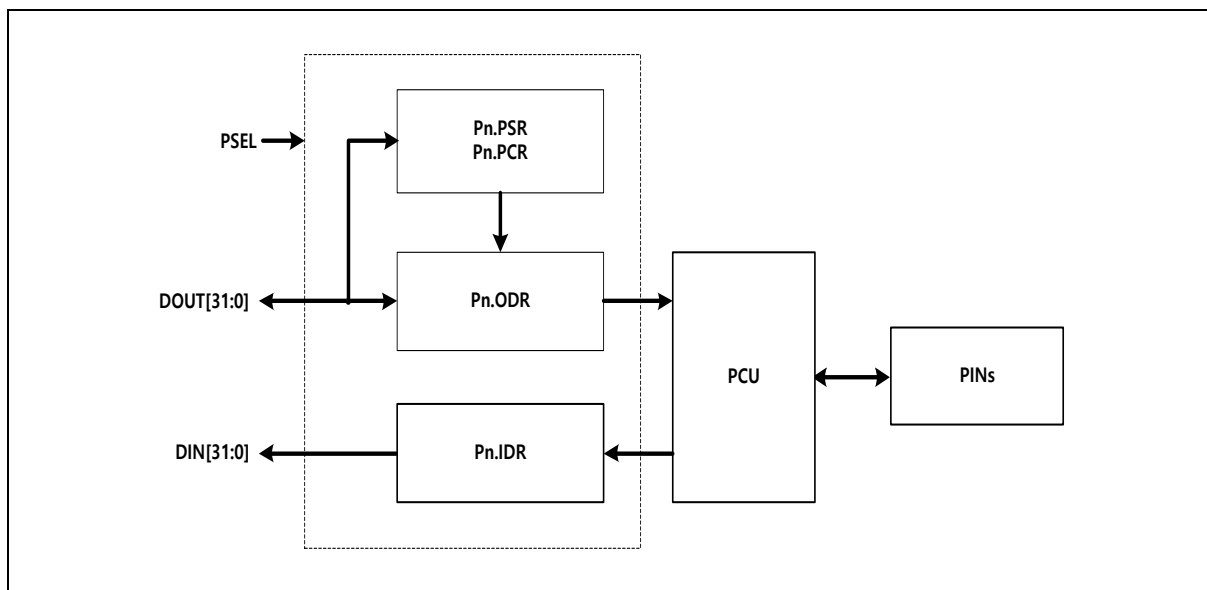 PSEL
Pn.PSR
Pn.PCR
DOUT[31:0]
Pn.ODR
PCU
PINs
DIN[31:0]
Pn.IDR